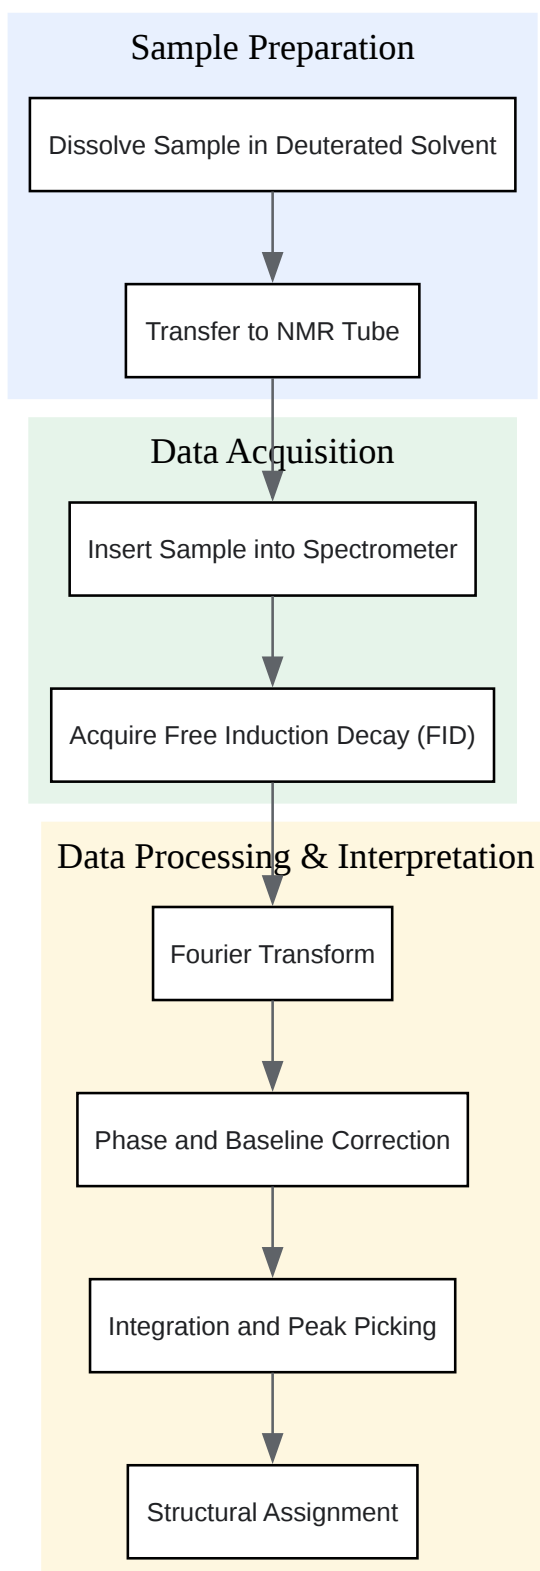 Sample Preparation
Dissolve Sample in Deuterated Solvent
Transfer to NMR Tube
Data Acquisition
Insert Sample into Spectrometer
Acquire Free Induction Decay (FID)
Data Processing & Interpretation
Fourier Transform
Phase and Baseline Correction
Integration and Peak Picking
Structural Assignment